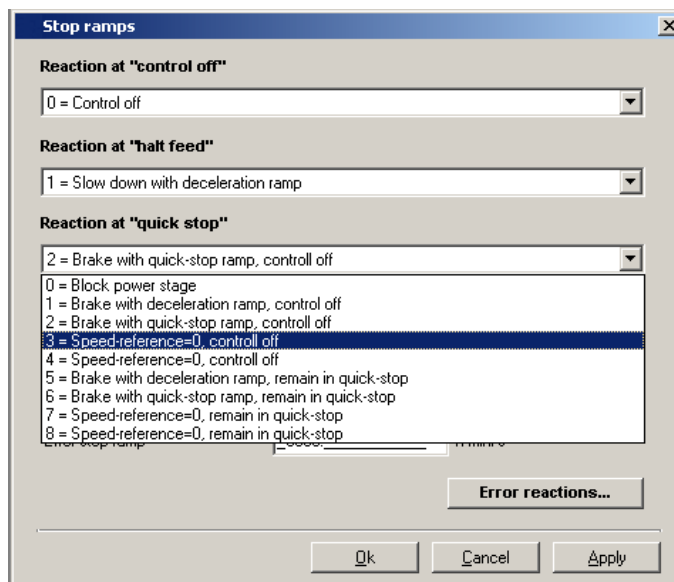 Stop ramps
Reaction at "control off"
0 = Control off
Reaction at "halt feed"
1 = Slow down with deceleration ramp
Reaction at "quick stop"
2 = Brake with quick-stop ramp, controll off
0 = Block power stage
1 = Brake with deceleration ramp, control off
2 = Brake with quick-stop ramp, controll off
3 = Speed-reference=0, controll off
4 = Speed-reference=0, controll off
5 = Brake with deceleration ramp, remain in quick-stop
6 = Brake with quick-stop ramp, remain in quick-stop
7 = Speed-reference=0, remain in quick-stop
8 = Speed-reference=0, remain in quick-stop
Error stop ramp
Error reactions...
Ok Cancel Apply